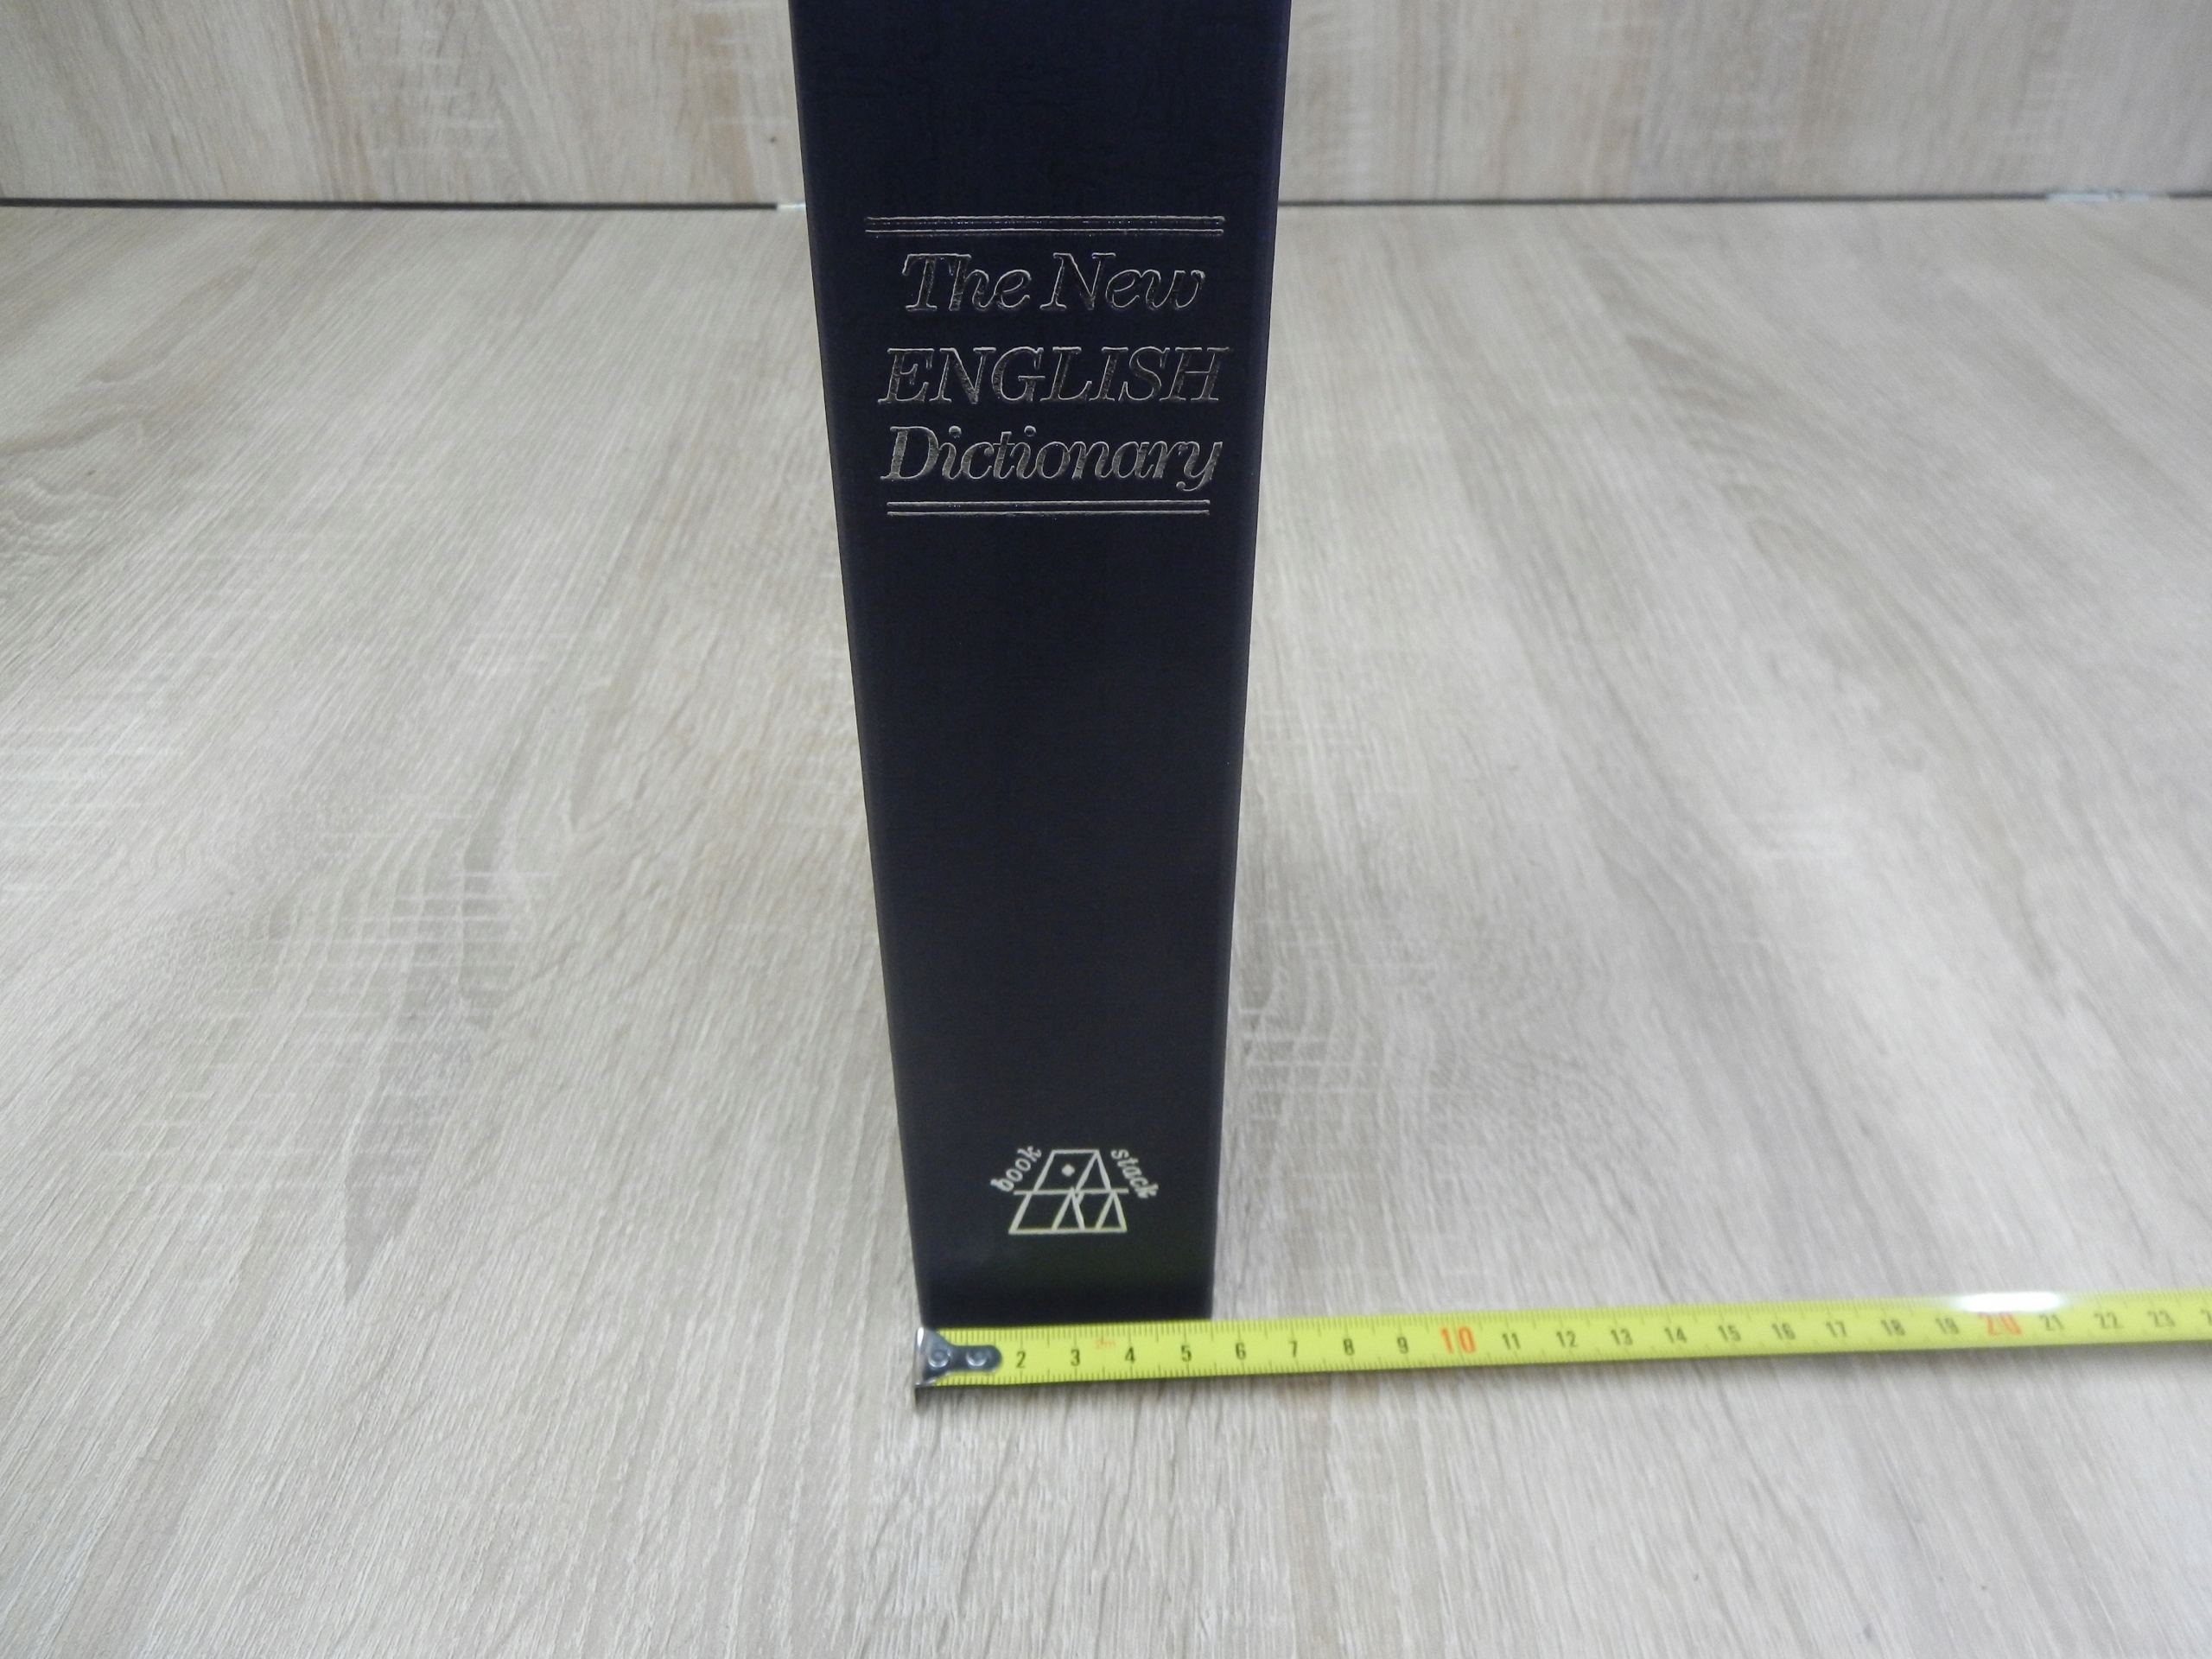 The New
ENGLISH
Dictionary
book stack
2 3 2m 4 5 6 7 8 9 10 11 12 13 14 15 16 17 18 19 20 21 22 23